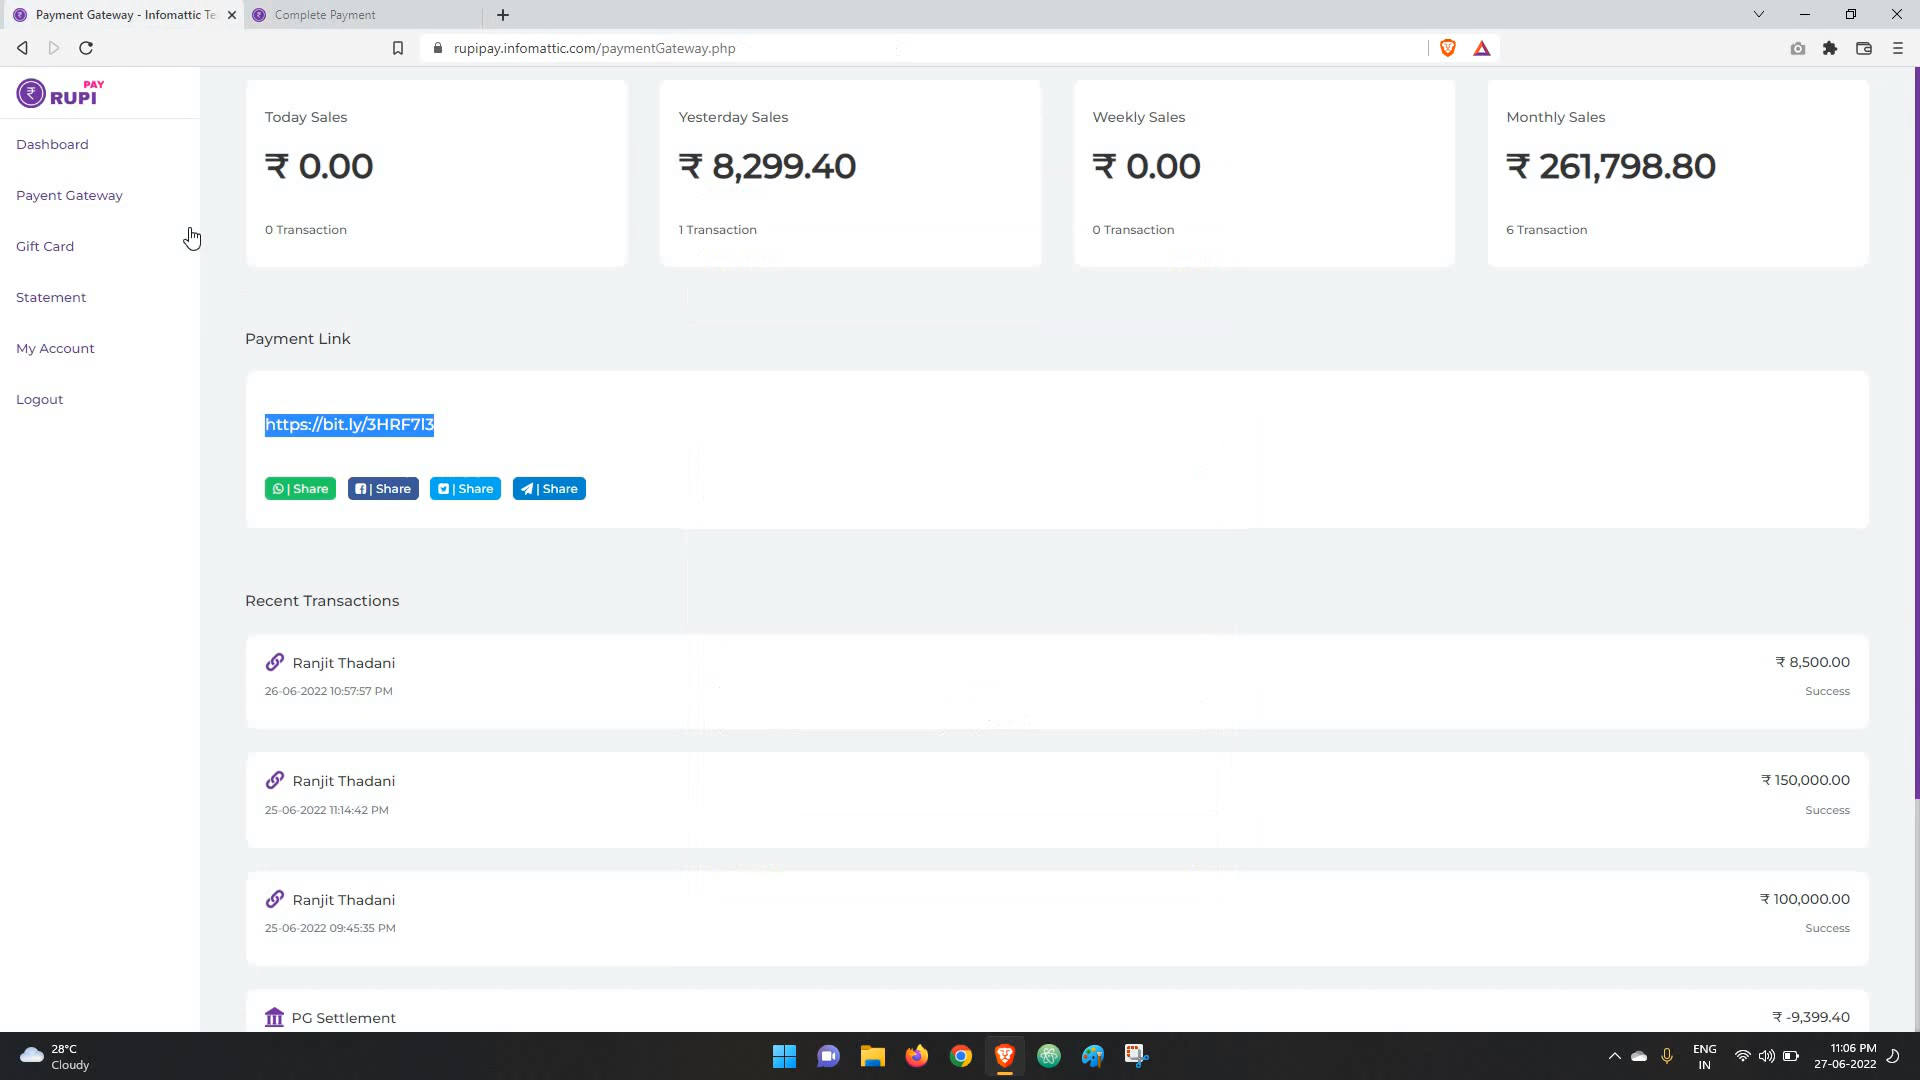 Payment Gateway - Infomattic Te
Complete Payment
rupipay.infomattic.com/paymentGateway.php
RUPI PAY
Dashboard
Payent Gateway
Gift Card
Statement
My Account
Logout
Today Sales
₹ 0.00
0 Transaction
Yesterday Sales
₹ 8,299.40
1 Transaction
Weekly Sales
₹ 0.00
0 Transaction
Monthly Sales
₹ 261,798.80
6 Transaction
Payment Link
https://bit.ly/3HRF7l3
| Share
| Share
| Share
| Share
Recent Transactions
Ranjit Thadani
₹ 8,500.00
26-06-2022 10:57:57 PM
Success
Ranjit Thadani
₹ 150,000.00
25-06-2022 11:14:42 PM
Success
Ranjit Thadani
₹ 100,000.00
25-06-2022 09:45:35 PM
Success
PG Settlement
₹ -9,399.40
28°C
Cloudy
ENG
IN
11:06 PM
27-06-2022